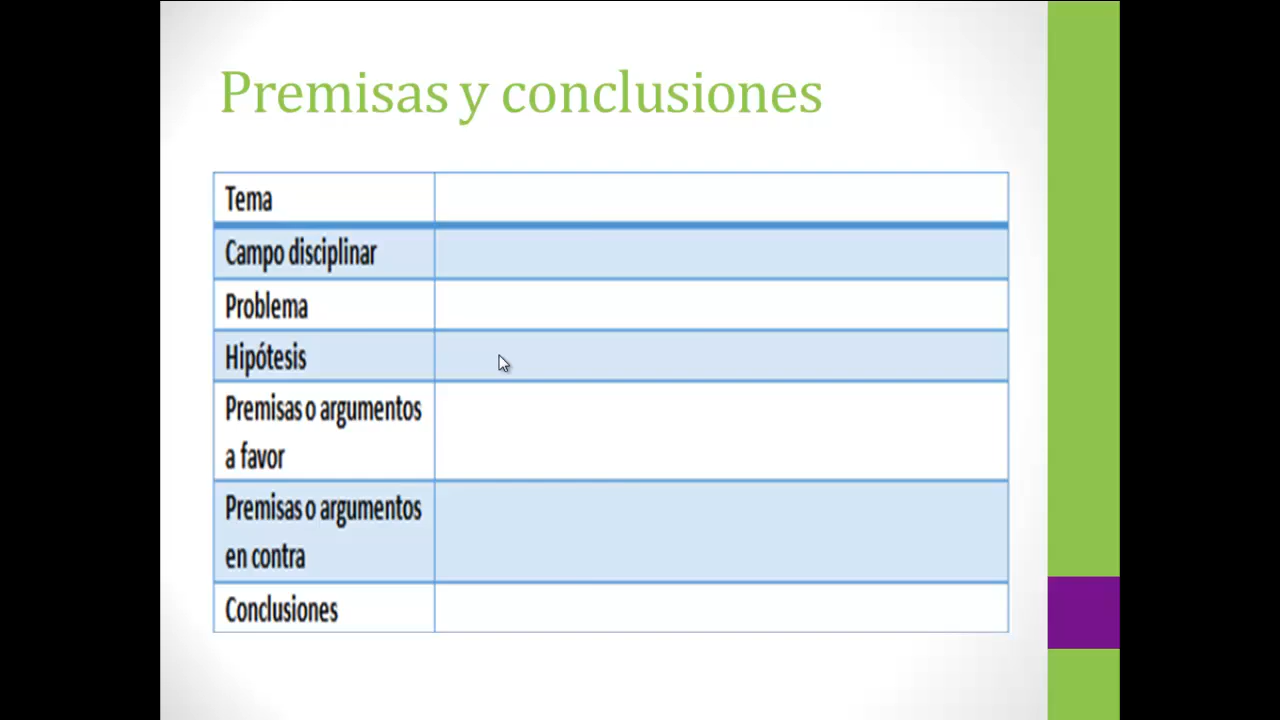 Premisas y conclusiones
Tema
Campo disciplinar
Problema
Hipótesis
Premisas o argumentos
a favor
Premisas o argumentos
en contra
Conclusiones